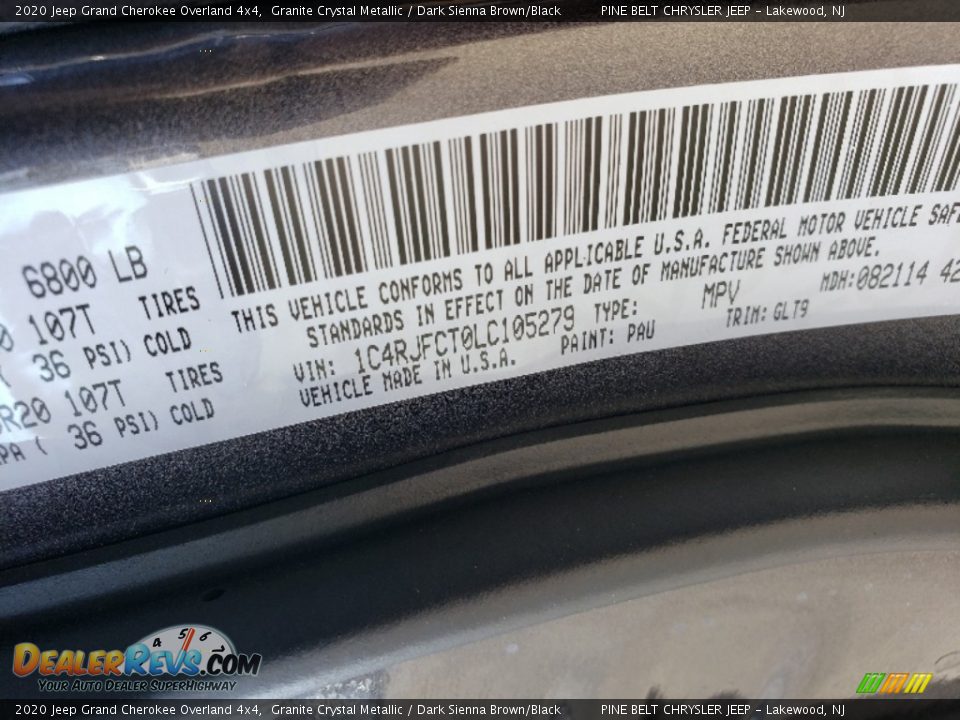 2020 Jeep Grand Cherokee Overland 4x4, Granite Crystal Metallic / Dark Sienna Brown/Black PINE BELT CHRYSLER JEEP – Lakewood, NJ
6800 LB
107T TIRES
36 PSI) COLD
R20 107T TIRES
PA ( 36 PSI) COLD
THIS VEHICLE CONFORMS TO ALL APPLICABLE U.S.A. FEDERAL MOTOR VEHICLE SAF
STANDARDS IN EFFECT ON THE DATE OF MANUFACTURE SHOWN ABOVE.
VIN: 1C4RJFCT0LC105279 TYPE: MPV MDH:082114 42
VEHICLE MADE IN U.S.A. PAINT: PAU TRIM: GLT9
4 5 6
DEALERREVS.COM
YOUR AUTO DEALER SUPERHIGHWAY
2020 Jeep Grand Cherokee Overland 4x4, Granite Crystal Metallic / Dark Sienna Brown/Black PINE BELT CHRYSLER JEEP – Lakewood, NJ